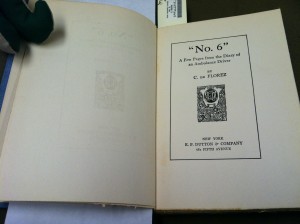 "No. 6"
A Few Pages from the Diary of
an Ambulance Driver
BY
C. DE FLOREZ
NEW YORK
E. P. DUTTON & COMPANY
681 FIFTH AVENUE